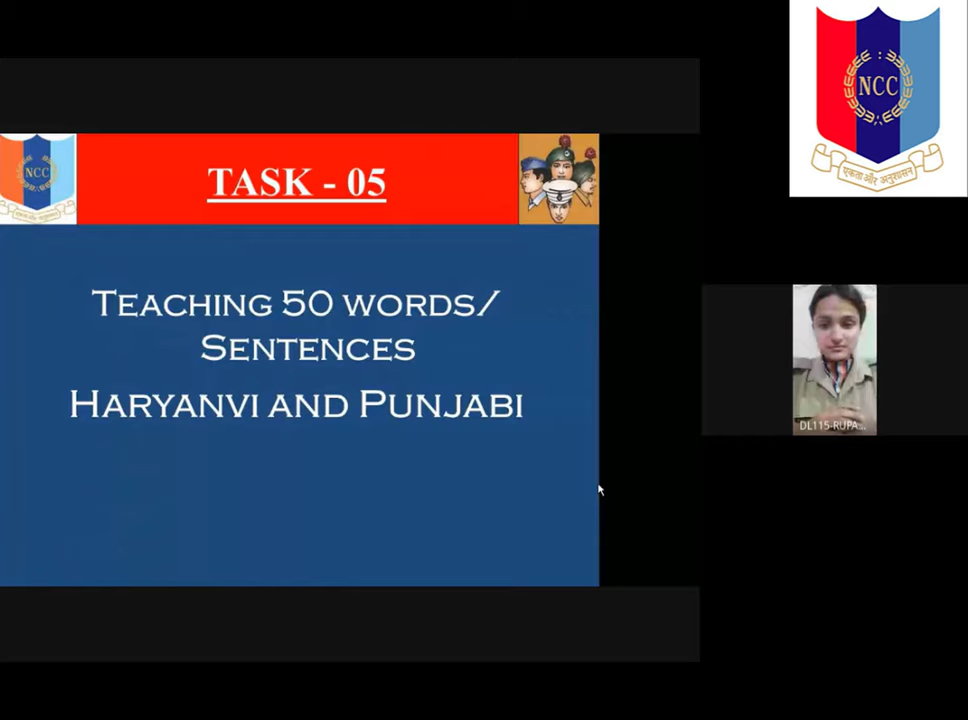 NCC
TASK - 05
TEACHING 50 WORDS/
SENTENCES
HARYANVI AND PUNJABI
NCC
एकता और अनुशासन
DL115-RUPA...